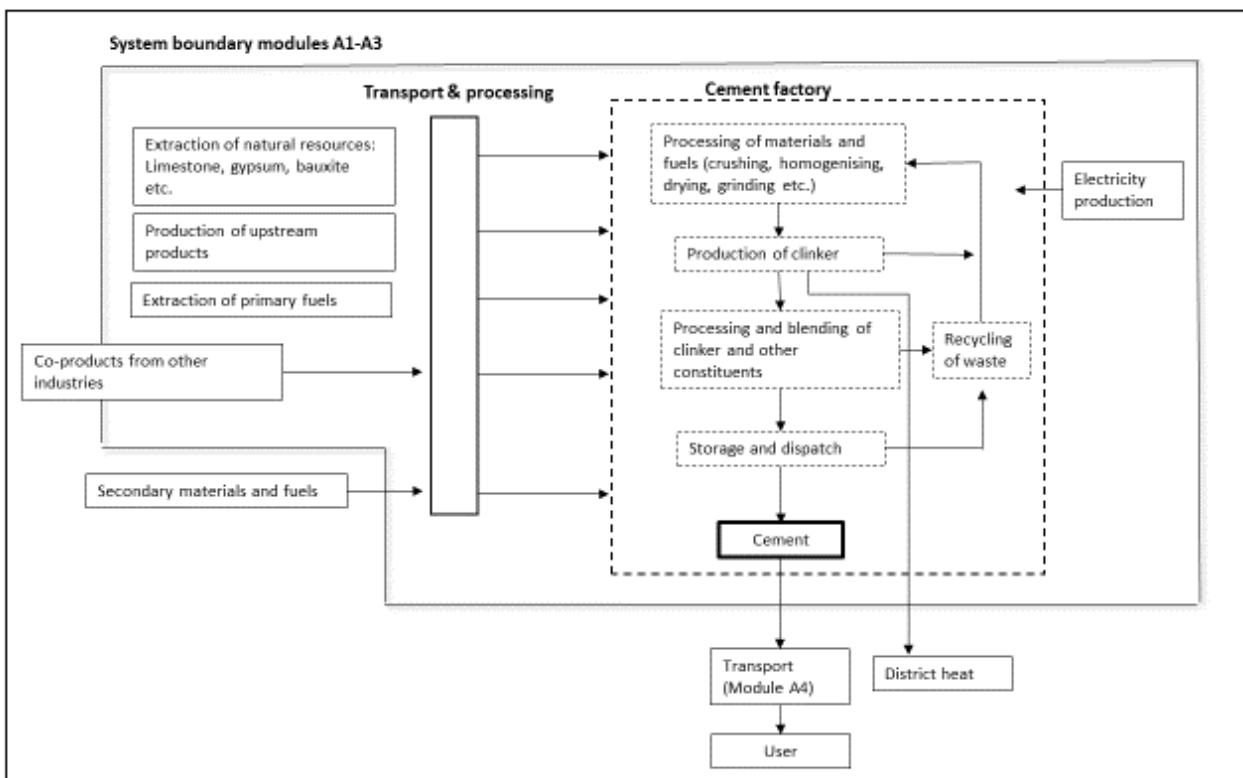 System boundary modules A1-A3
Transport & processing
Cement factory
Extraction of natural resources:
Limestone, gypsum, bauxite
etc.
Production of upstream
products
Extraction of primary fuels
Co-products from other
industries
Secondary materials and fuels
Processing of materials and
fuels (crushing, homogenising,
drying, grinding etc.)
Production of clinker
Processing and blending of
clinker and other
constituents
Storage and dispatch
Cement
Recycling
of waste
Electricity
production
Transport
(Module A4)
District heat
User